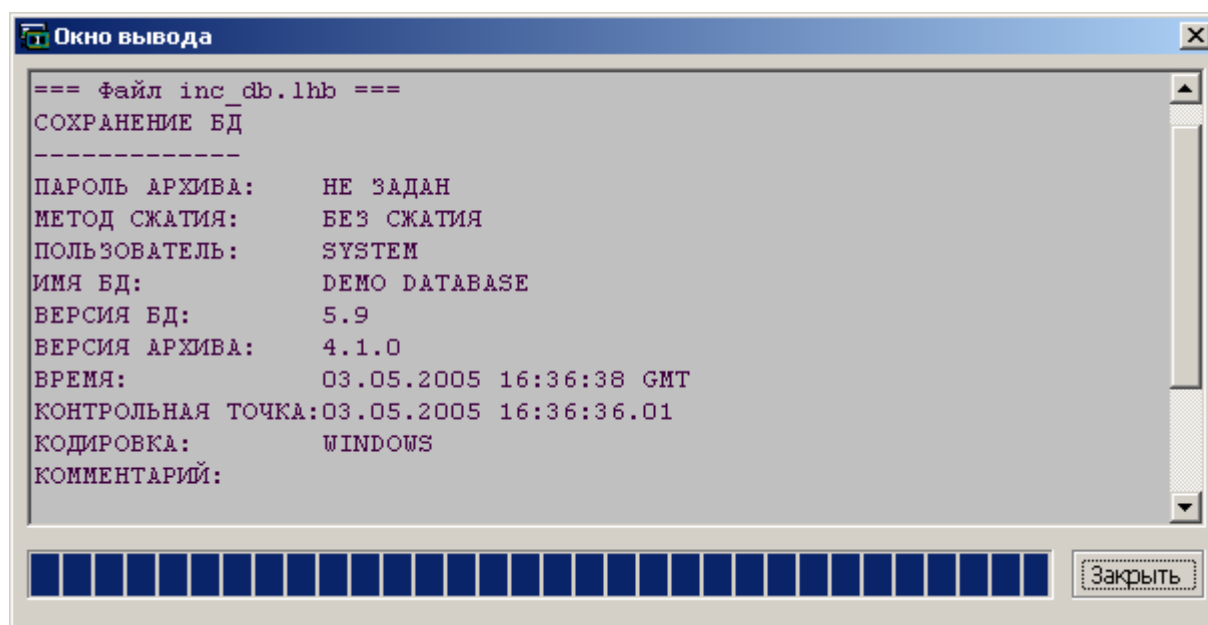 Окно вывода
=== Файл inc_db.lhb ===
СОХРАНЕНИЕ БД
-------------
ПАРОЛЬ АРХИВА: НЕ ЗАДАН
МЕТОД СЖАТИЯ: БЕЗ СЖАТИЯ
ПОЛЬЗОВАТЕЛЬ: SYSTEM
ИМЯ БД: DEMO DATABASE
ВЕРСИЯ БД: 5.9
ВЕРСИЯ АРХИВА: 4.1.0
ВРЕМЯ: 03.05.2005 16:36:38 GMT
КОНТРОЛЬНАЯ ТОЧКА:03.05.2005 16:36:36.01
КОДИРОВКА: WINDOWS
КОММЕНТАРИЙ:
Закрыть